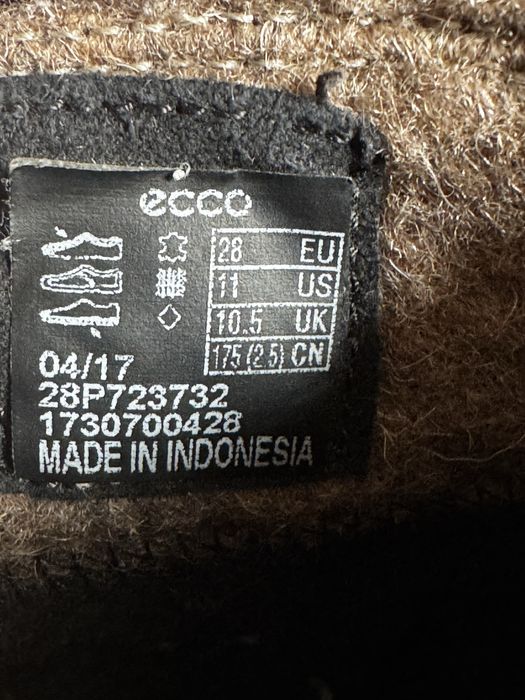 ecco
28 EU
11 US
10.5 UK
175 (2.5) CN
04/17
28P723732
1730700428
MADE IN INDONESIA